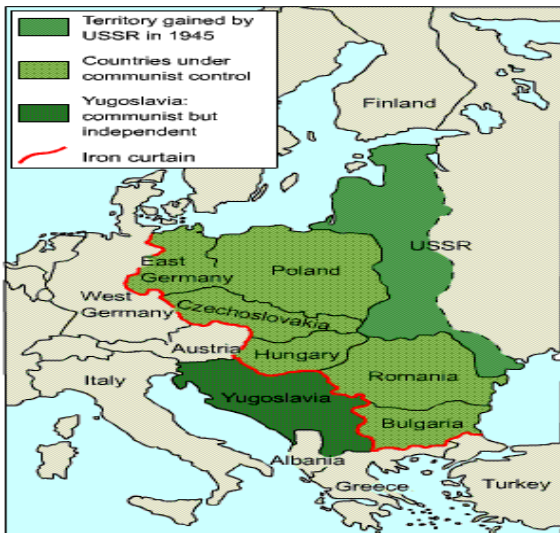 Territory gained by
USSR in 1945
Countries under
communist control
Yugoslavia:
communist but
independent
Iron curtain
Finland
USSR
East
Germany
Poland
West
Germany
Czechoslovakia
Austria
Hungary
Romania
Italy
Yugoslavia
Bulgaria
Albania
Greece
Turkey